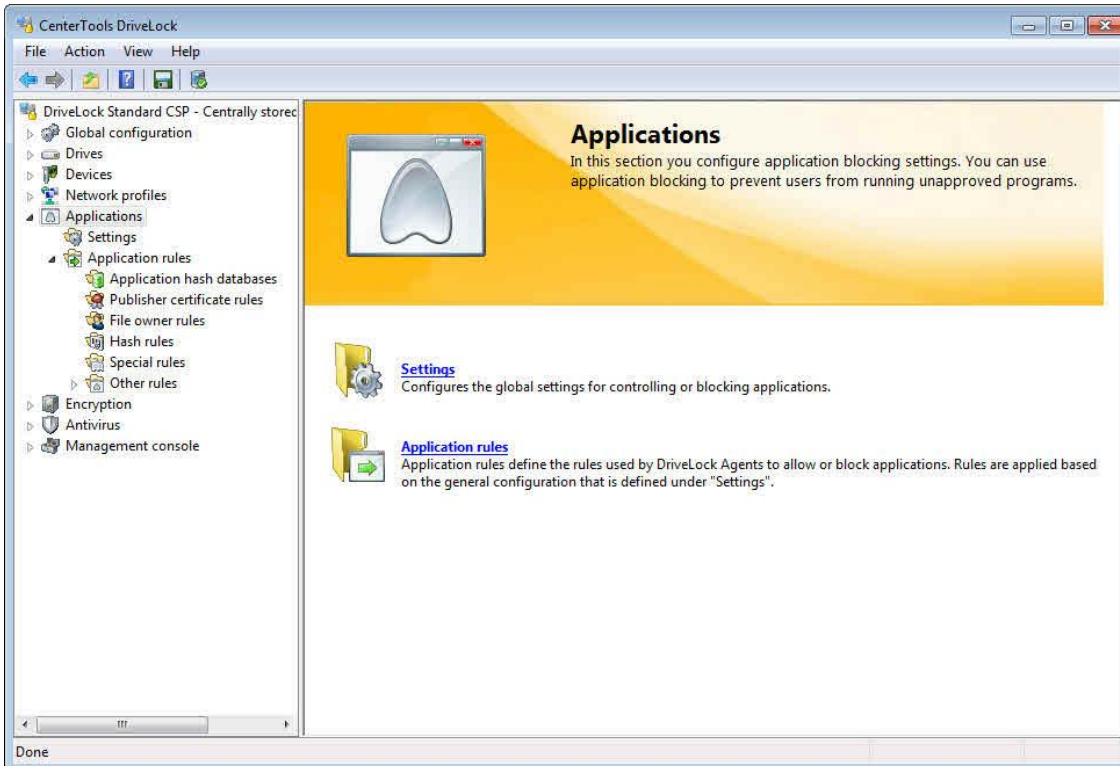 CenterTools DriveLock
File Action View Help
DriveLock Standard CSP - Centrally storec
Global configuration
Drives
Devices
Network profiles
Applications
Settings
Application rules
Application hash databases
Publisher certificate rules
File owner rules
Hash rules
Special rules
Other rules
Encryption
Antivirus
Management console
Applications
In this section you configure application blocking settings. You can use
application blocking to prevent users from running unapproved programs.
Settings
Configures the global settings for controlling or blocking applications.
Application rules
Application rules define the rules used by DriveLock Agents to allow or block applications. Rules are applied based
on the general configuration that is defined under "Settings".
Done